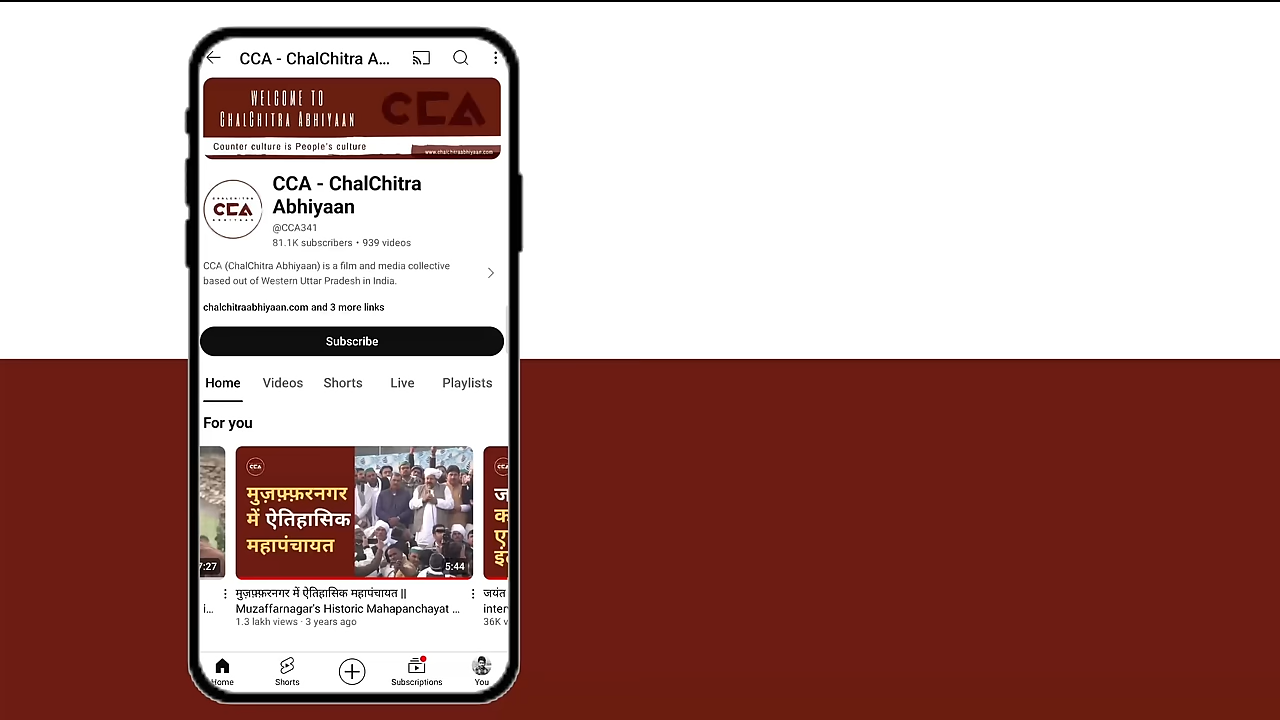 CCA - ChalChitra A...
WELCOME TO
CHALCHITRA ABHIYAAN
CCA
Counter culture is People's culture
www.chalchitraabhiyaan.com
CHALCHITRA
CCA
ABHIYAAN
CCA - ChalChitra
Abhiyaan
@CCA341
81.1K subscribers • 939 videos
CCA (ChalChitra Abhiyaan) is a film and media collective
based out of Western Uttar Pradesh in India.
chalchitraabhiyaan.com and 3 more links
Subscribe
Home Videos Shorts Live Playlists
For you
CCA
मुज़फ़्फ़रनगर
में ऐतिहासिक
महापंचायत
7:27
5:44
i...
मुज़फ़्फ़रनगर में ऐतिहासिक महापंचायत ||
Muzaffarnagar's Historic Mahapanchayat ...
1.3 lakh views · 3 years ago
जयंत
inter
36K v
Home Shorts Subscriptions You